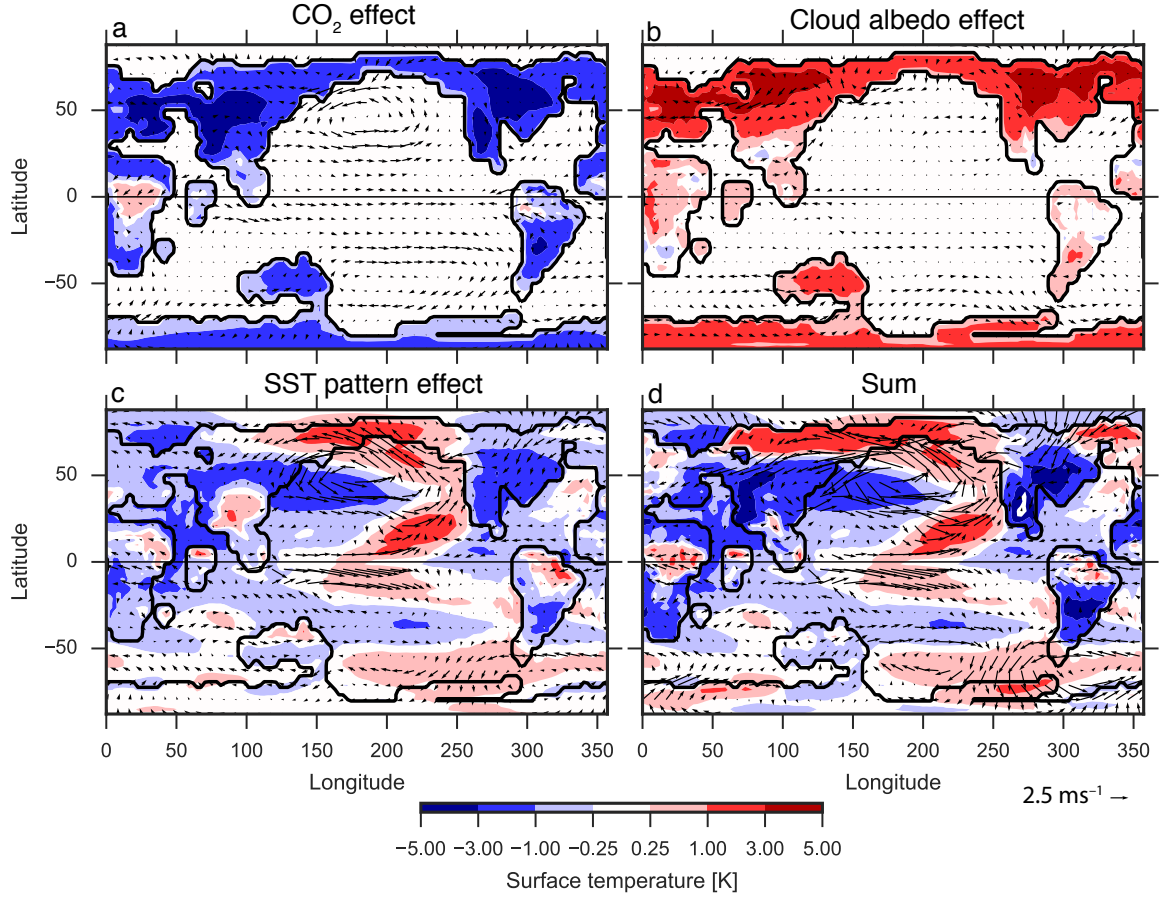 a CO₂ effect
b Cloud albedo effect
Latitude
50
0
−50
c SST pattern effect
d Sum
Latitude
50
0
−50
0 50 100 150 200 250 300 350
0 50 100 150 200 250 300 350
Longitude
Longitude
2.5 ms⁻¹ →
−5.00 −3.00 −1.00 −0.25 0.25 1.00 3.00 5.00
Surface temperature [K]